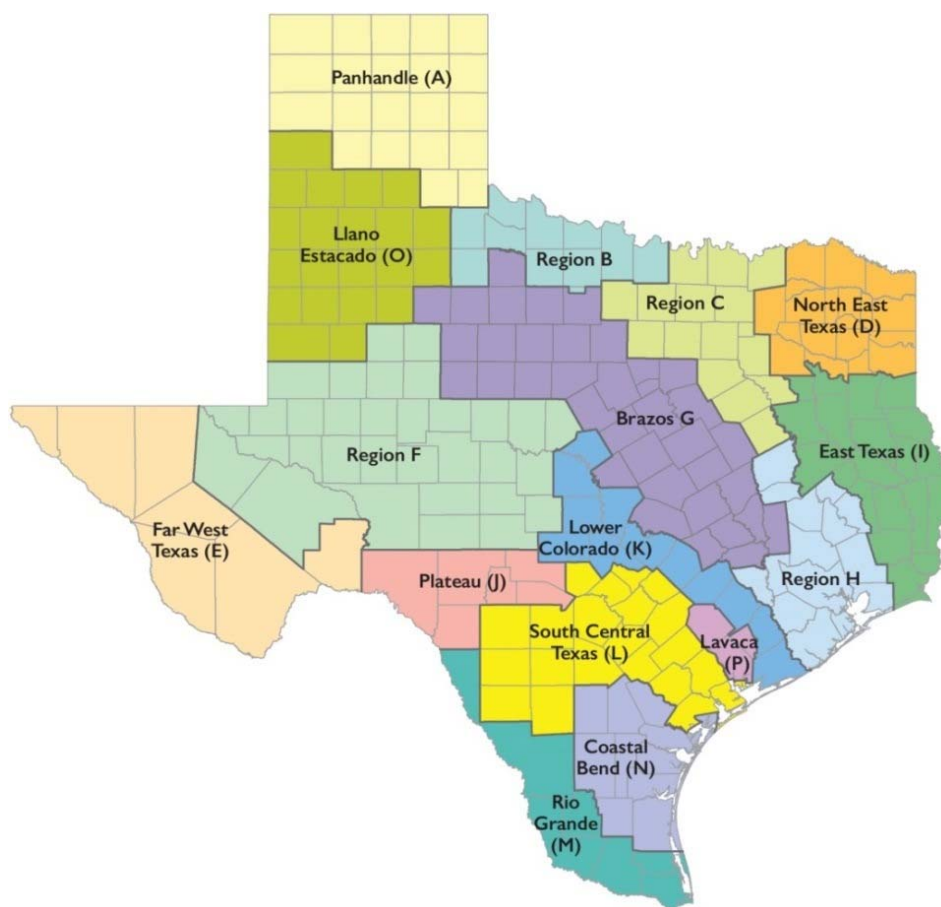 Panhandle (A)
Llano
Estacado (O)
Region B
Region C
North East
Texas (D)
Brazos G
East Texas (I)
Region F
Far West
Texas (E)
Lower
Colorado (K)
Region H
Plateau (J)
South Central
Texas (L)
Lavaca
(P)
Coastal
Bend (N)
Rio
Grande
(M)